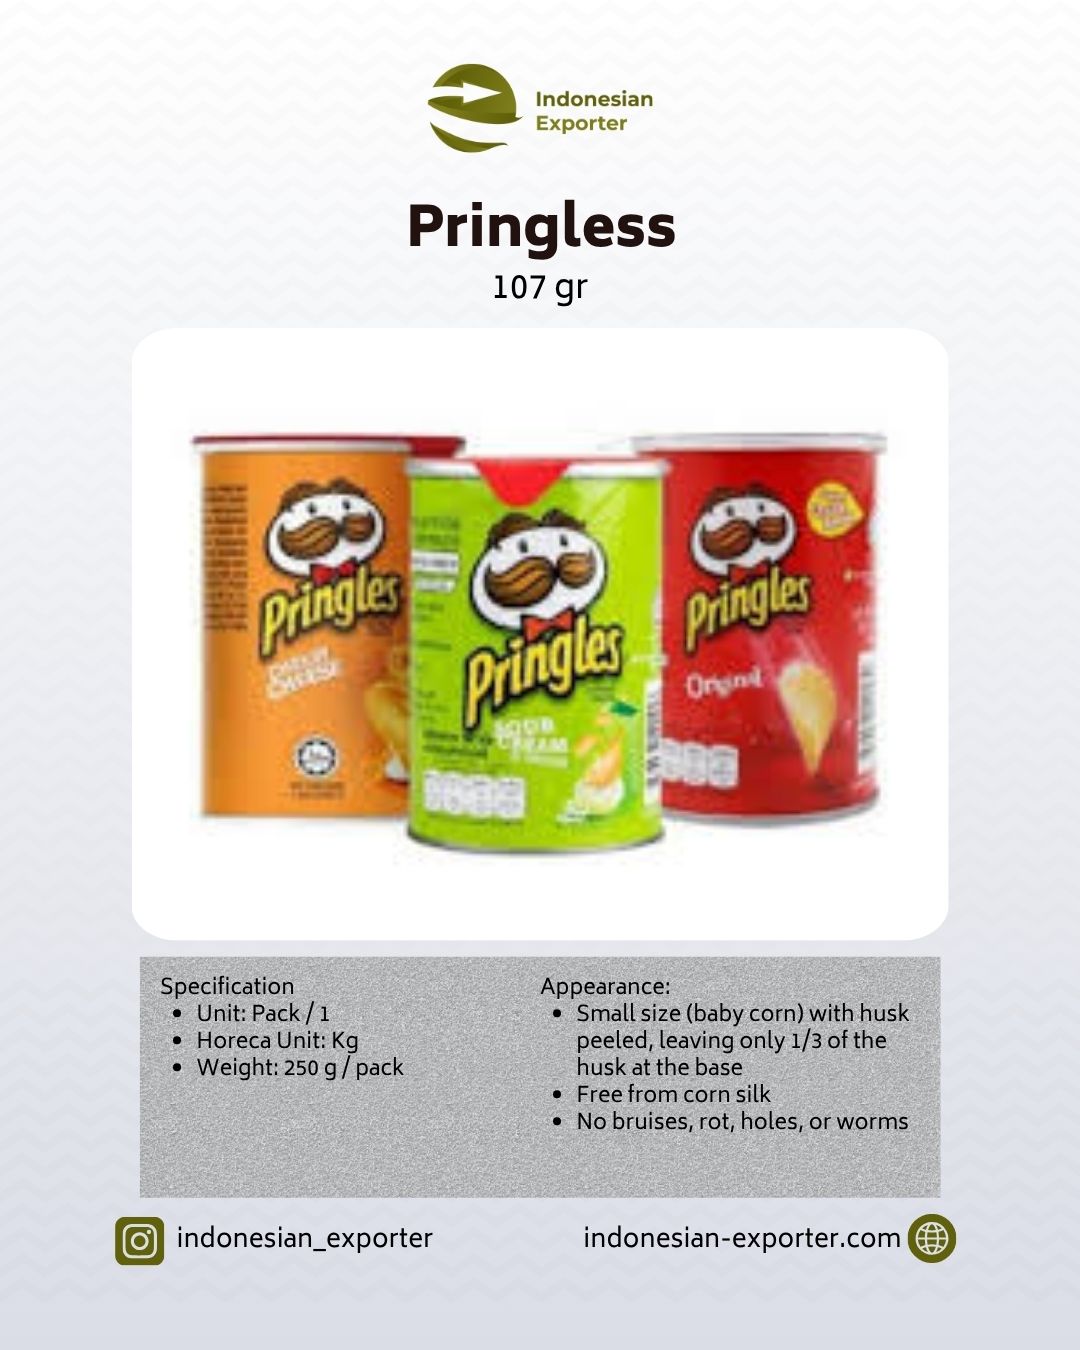 Indonesian
Exporter
Pringless
107 gr
Pringles
CHEESE
Pringles
SOUR
CREAM
Pringles
Original
Specification
• Unit: Pack / 1
• Horeca Unit: Kg
• Weight: 250 g / pack
Appearance:
• Small size (baby corn) with husk
peeled, leaving only 1/3 of the
husk at the base
• Free from corn silk
• No bruises, rot, holes, or worms
indonesian_exporter
indonesian-exporter.com